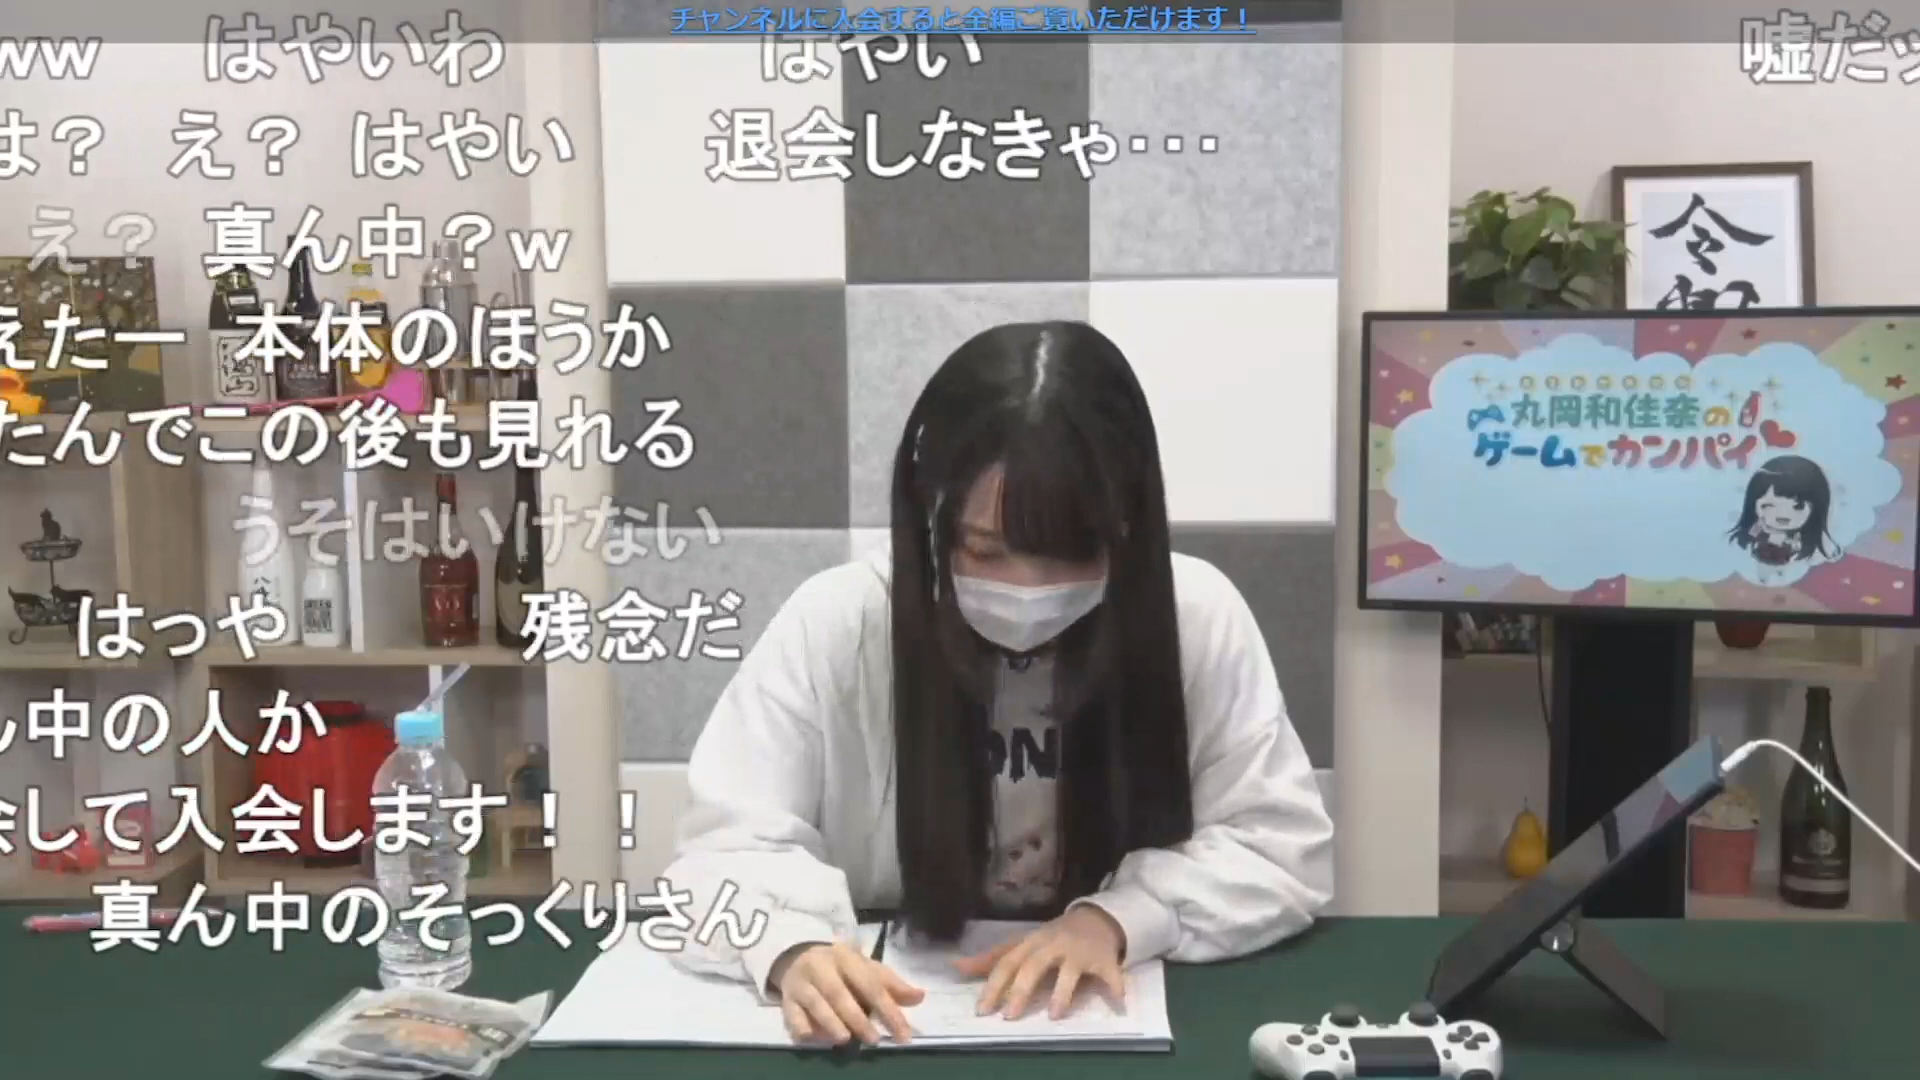 チャンネルに入会すると全編ご覧いただけます！
ww はやいわ はやい 嘘だッ
は？ え？ はやい 退会しなきゃ･･･
え？ 真ん中？ｗ
えたー 本体のほうか
たんでこの後も見れる
うそはいけない
はっや 残念だ
ん中の人か
会して入会します！！
真ん中のそっくりさん
令和
丸岡和佳奈の
ゲームでカンパイ
ON